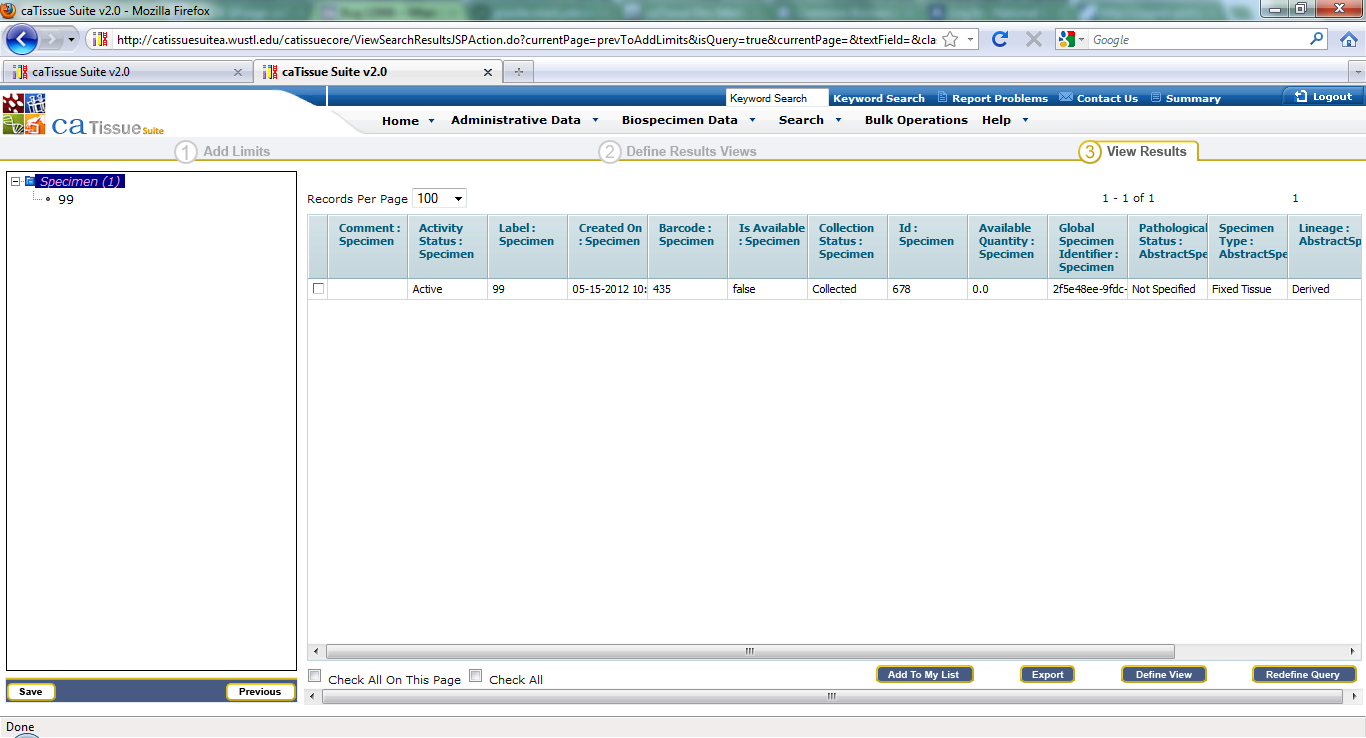 caTissue Suite v2.0 - Mozilla Firefox
http://catissuesuitea.wustl.edu/catissuecore/ViewSearchResultsJSPAction.do?currentPage=prevToAddLimits&isQuery=true&currentPage=&textField=&cla
Google
caTissue Suite v2.0
caTissue Suite v2.0
Keyword Search Keyword Search Report Problems Contact Us Summary Logout
ca Tissue Suite
Home Administrative Data Biospecimen Data Search Bulk Operations Help
1 Add Limits 2 Define Results Views 3 View Results
Specimen (1)
99
Records Per Page 100 1 - 1 of 1 1
Comment : Specimen
Activity Status : Specimen
Label : Specimen
Created On : Specimen
Barcode : Specimen
Is Available : Specimen
Collection Status : Specimen
Id : Specimen
Available Quantity : Specimen
Global Specimen Identifier : Specimen
Pathological Status : AbstractSpe
Specimen Type : AbstractSpe
Lineage : AbstractSp
Active 99 05-15-2012 10: 435 false Collected 678 0.0 2f5e48ee-9fdc- Not Specified Fixed Tissue Derived
Check All On This Page Check All
Add To My List Export Define View Redefine Query
Save Previous
Done